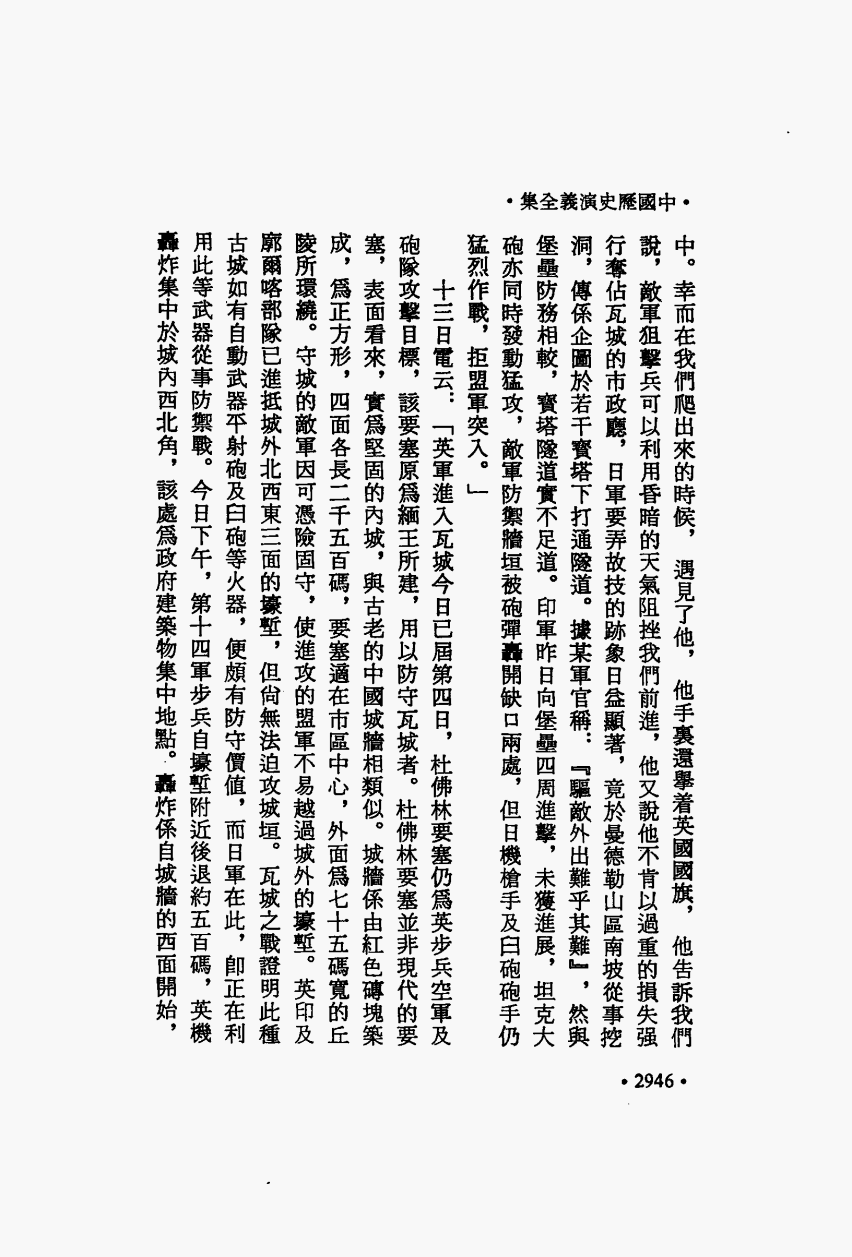 •中國歷史演義全集•
中。幸而在我們爬出來的時候，遇見了他，他手裏還擧着英國國旗，他告訴我們
說，敵軍狙擊兵可以利用昏暗的天氣阻挫我們前進，他又說他不肯以過重的損失强
行奪佔瓦城的市政廳，日軍要弄故技的跡象日益顯著，竟於曼德勒山區南坡從事挖
洞，傳係企圖於若干寶塔下打通隧道。據某軍官稱：『驅敵外出難乎其難』，然與
堡壘防務相較，寶塔隧道實不足道。印軍昨日向堡壘四周進擊，未獲進展，坦克大
砲亦同時發動猛攻，敵軍防禦牆垣被砲彈轟開缺口兩處，但日機槍手及臼砲砲手仍
猛烈作戰，拒盟軍突入。」
十三日電云：「英軍進入瓦城今日已屆第四日，杜佛林要塞仍爲英步兵空軍及
砲隊攻擊目標，該要塞原爲緬王所建，用以防守瓦城者。杜佛林要塞並非現代的要
塞，表面看來，實爲堅固的內城，與古老的中國城牆相類似。城牆係由紅色磚塊築
成，爲正方形，四面各長二千五百碼，要塞適在市區中心，外面爲七十五碼寬的丘
陵所環繞。守城的敵軍因可憑險固守，使進攻的盟軍不易越過城外的壕塹。英印及
廓爾喀部隊已進抵城外北西東三面的壕塹，但尙無法迫攻城垣。瓦城之戰證明此種
古城如有自動武器平射砲及臼砲等火器，便頗有防守價値，而日軍在此，卽正在利
用此等武器從事防禦戰。今日下午，第十四軍步兵自壕塹附近後退約五百碼，英機
轟炸集中於城內西北角，該處爲政府建築物集中地點。轟炸係自城牆的西面開始，
•2946•